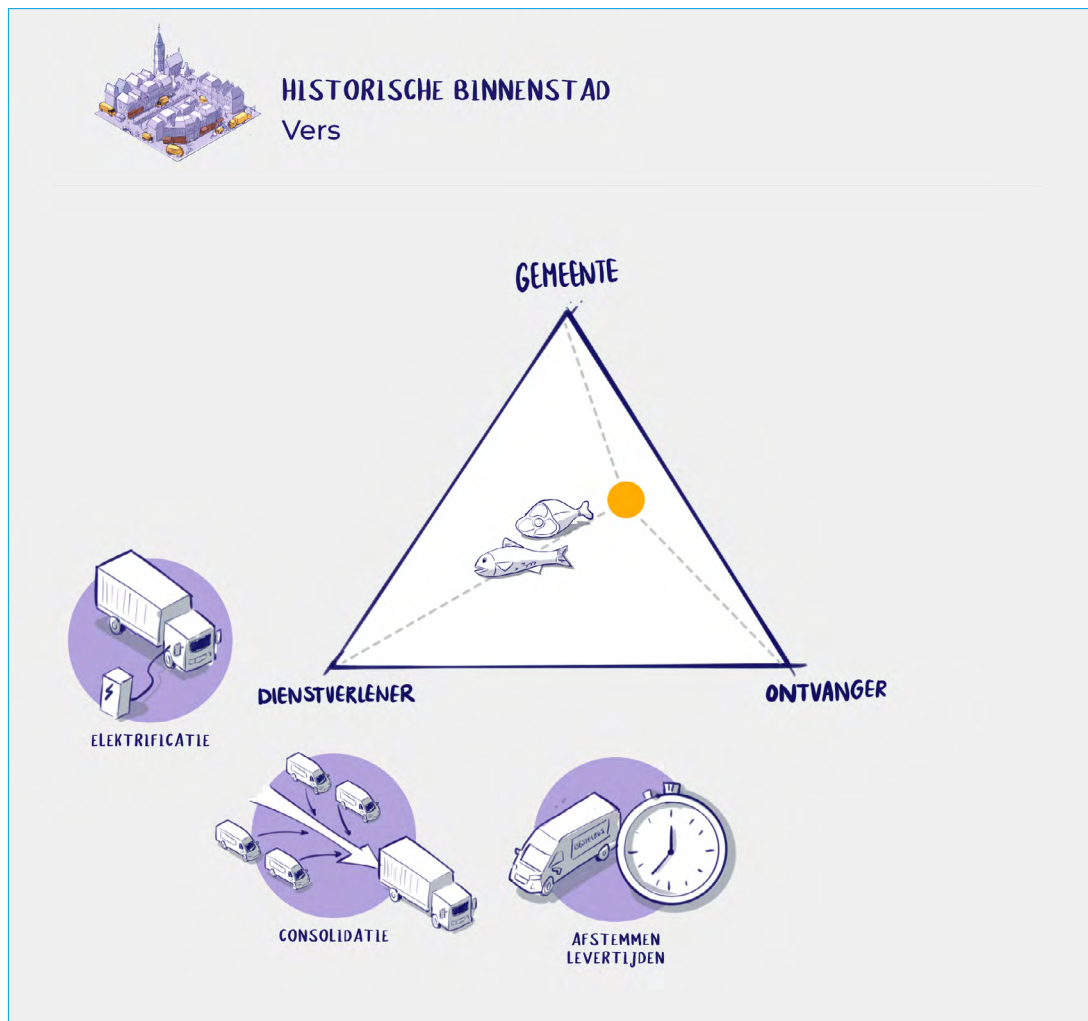 HISTORISCHE BINNENSTAD
Vers
GEMEENTE
DIENSTVERLENER
ONTVANGER
ELEKTRIFICATIE
CONSOLIDATIE
AFSTEMMEN
LEVERTIJDEN